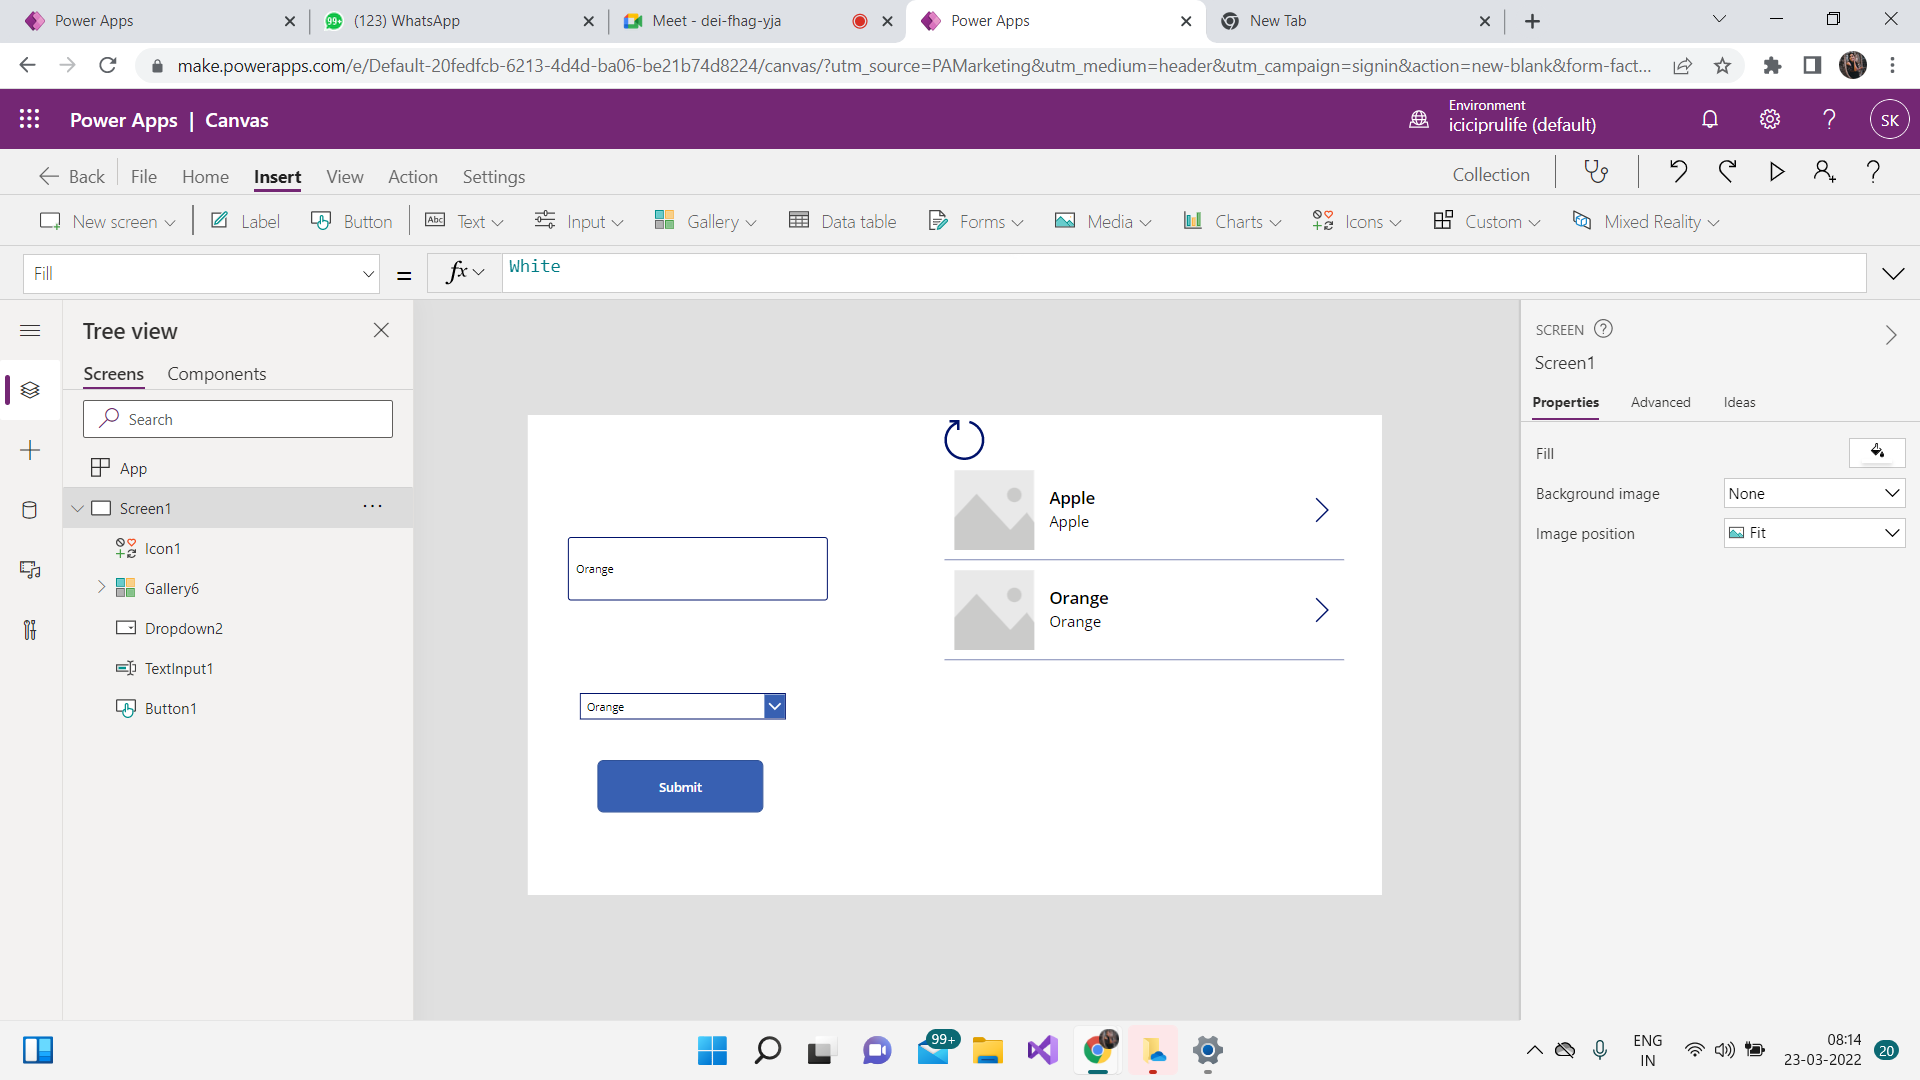 Power Apps
(123) WhatsApp
Meet - dei-fhag-yja
Power Apps
New Tab
make.powerapps.com/e/Default-20fedfcb-6213-4d4d-ba06-be21b74d8224/canvas/?utm_source=PAMarketing&utm_medium=header&utm_campaign=signin&action=new-blank&form-fact...
Power Apps | Canvas
Environment
iciciprulife (default)
SK
Back
File
Home
Insert
View
Action
Settings
Collection
New screen
Label
Button
Abc
Text
Input
Gallery
Data table
Forms
Media
Charts
Icons
Custom
Mixed Reality
Fill
=
fx
White
Tree view
Screens
Components
Search
App
Screen1
Icon1
Gallery6
Dropdown2
TextInput1
Button1
Orange
Orange
Submit
Apple
Apple
Orange
Orange
SCREEN
Screen1
Properties
Advanced
Ideas
Fill
Background image
None
Image position
Fit
99+
ENG
IN
08:14
23-03-2022
20